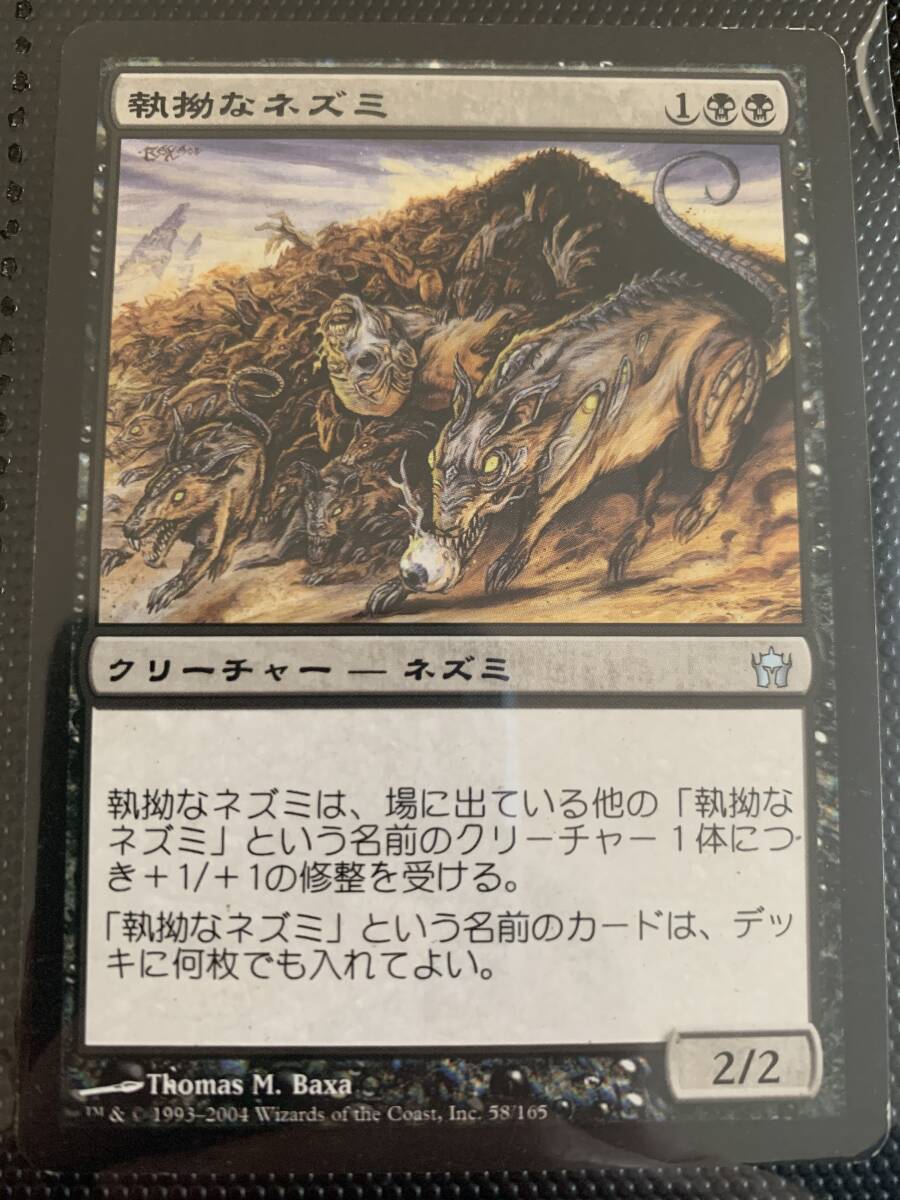 執拗なネズミ 1
クリーチャー — ネズミ
執拗なネズミは、場に出ている他の「執拗な
ネズミ」という名前のクリーチャー１体につ
き＋1/＋1の修整を受ける。
「執拗なネズミ」という名前のカードは、デッ
キに何枚でも入れてよい。
2/2
Thomas M. Baxa
™ & © 1993–2004 Wizards of the Coast, Inc. 58/165